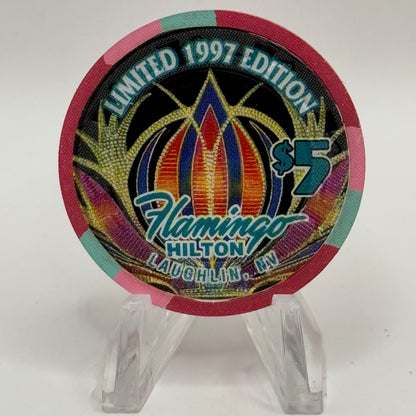 LIMITED 1997 EDITION
$5
Flamingo
HILTON
LAUGHLIN, NV